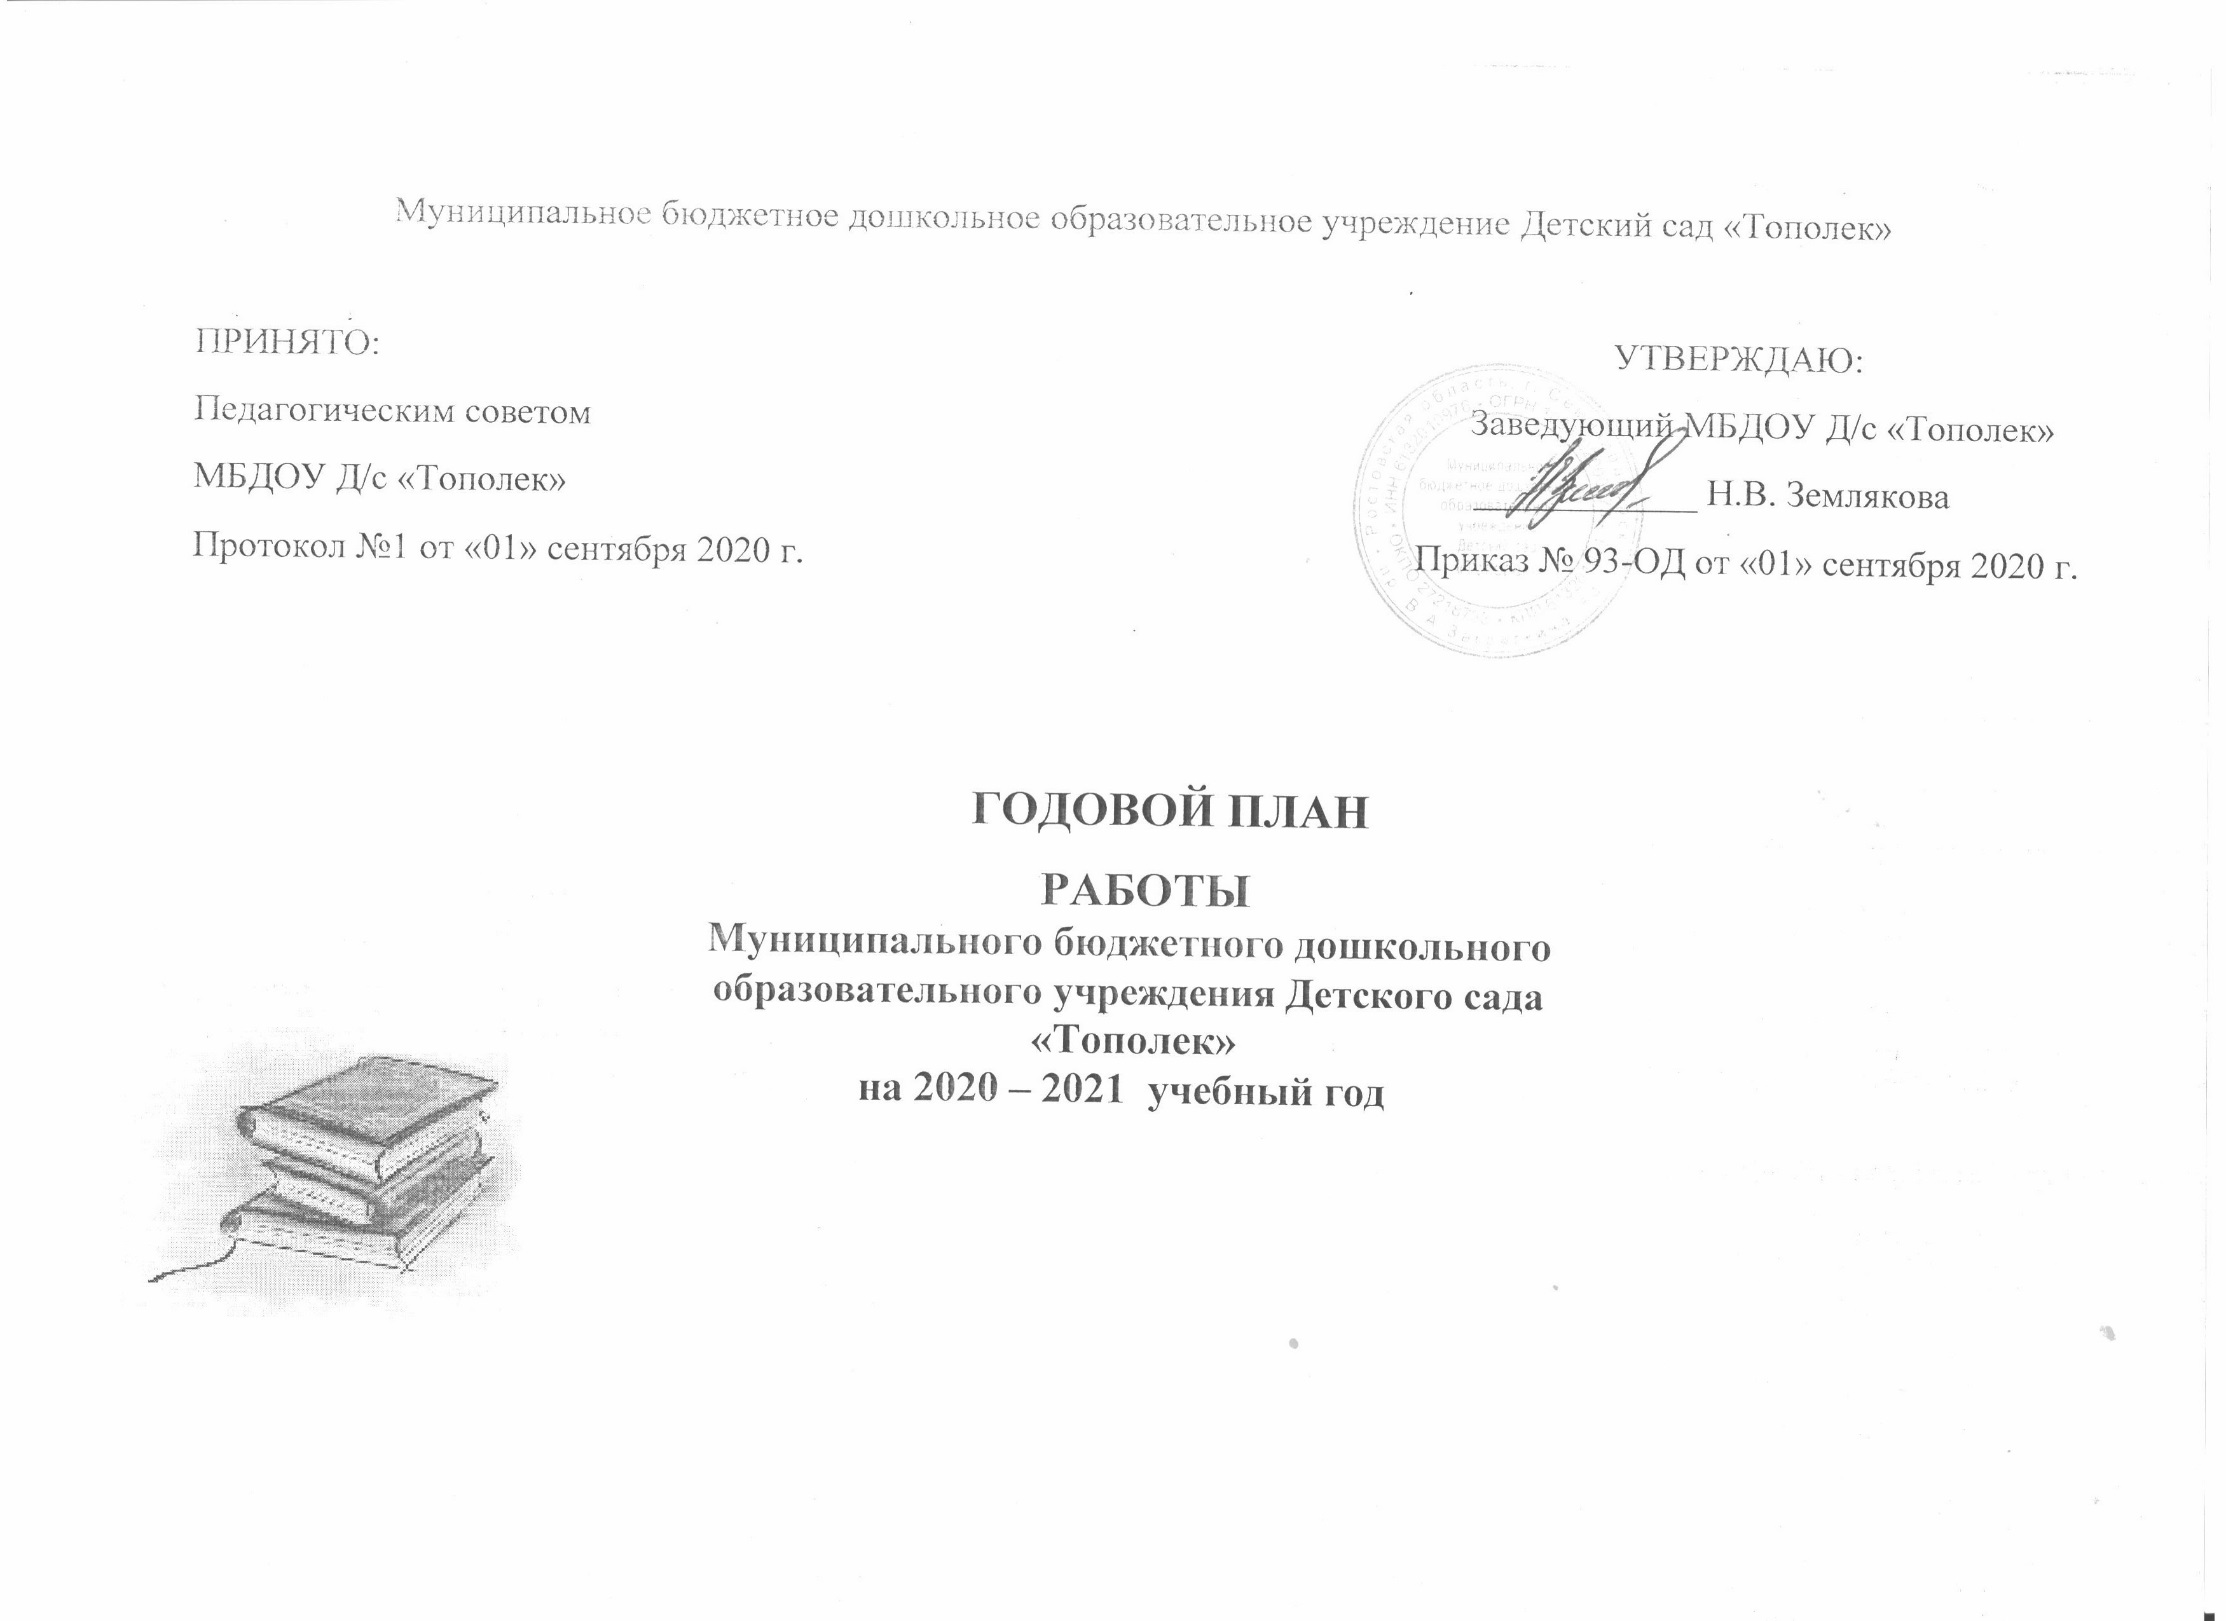 Муниципальное бюджетное дошкольное образовательное учреждение Детский сад «Тополек»
ПРИНЯТО:
Педагогическим советом
МБДОУ Д/с «Тополек»
Протокол №1 от «01» сентября 2020 г.
УТВЕРЖДАЮ:
Заведующий МБДОУ Д/с «Тополек»
Н.В. Землякова
Приказ № 93-ОД от «01» сентября 2020 г.
ГОДОВОЙ ПЛАН
РАБОТЫ
Муниципального бюджетного дошкольного
образовательного учреждения Детского сада
«Тополек»
на 2020 – 2021 учебный год